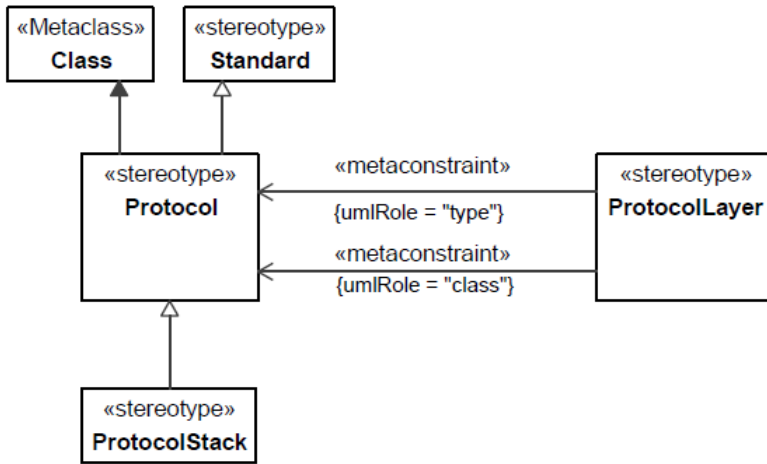 «Metaclass»
Class
«stereotype»
Standard
«stereotype»
Protocol
«metaconstraint»
{umlRole = "type"}
«metaconstraint»
{umlRole = "class"}
«stereotype»
ProtocolLayer
«stereotype»
ProtocolStack